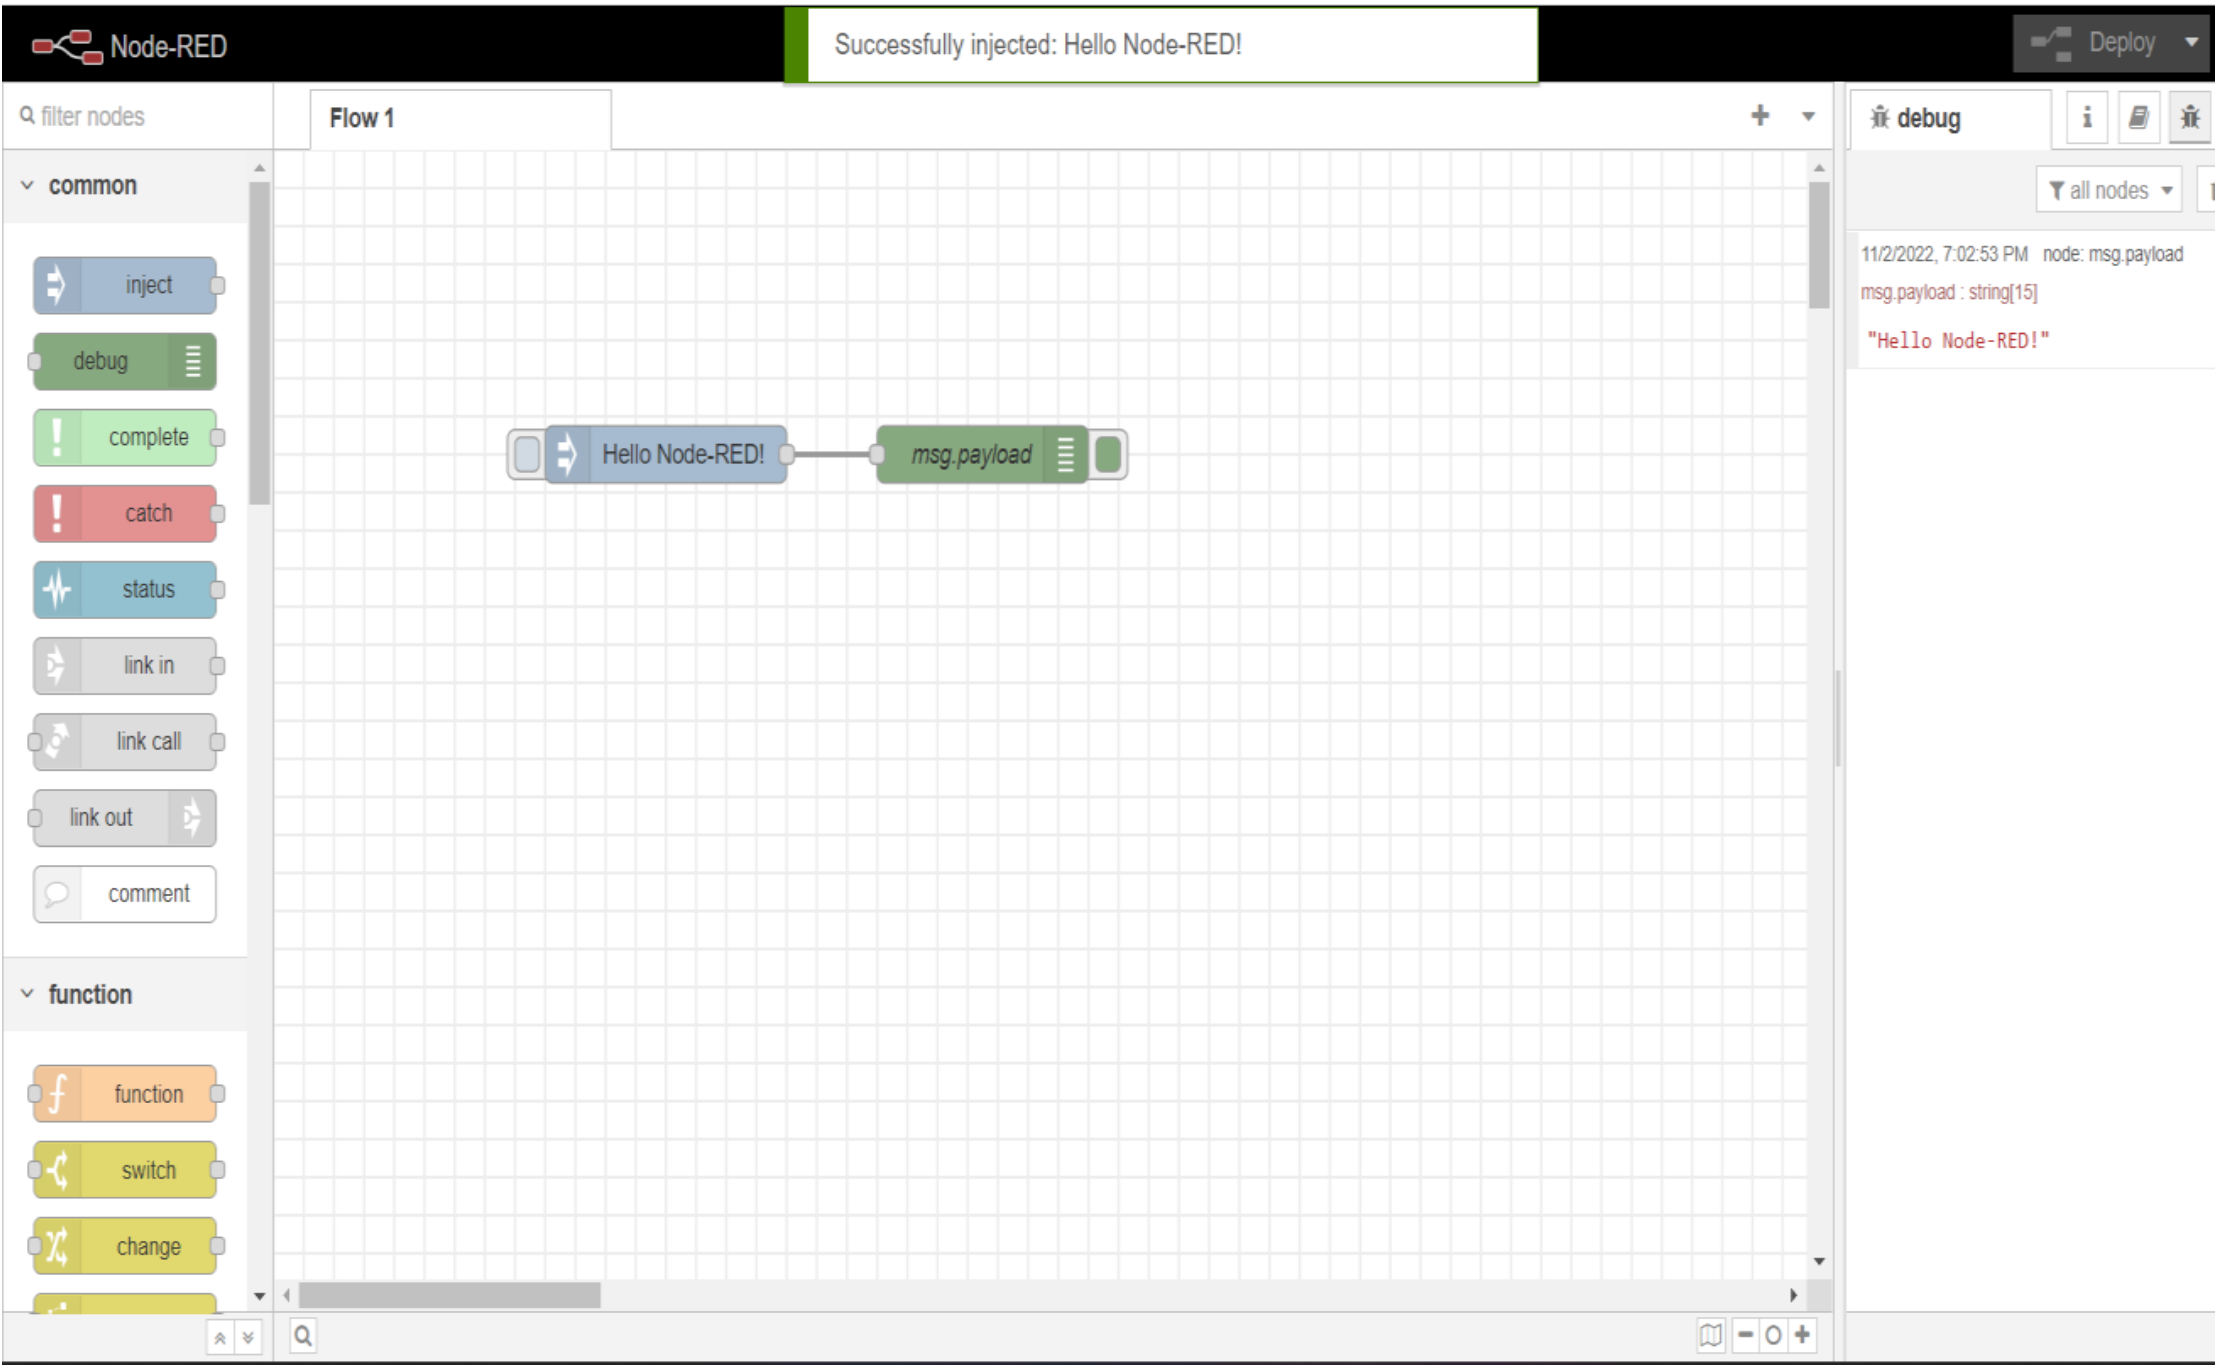 Node-RED
Successfully injected: Hello Node-RED!
Deploy
filter nodes
Flow 1
debug
i
all nodes
common
inject
debug
complete
catch
status
link in
link call
link out
comment
function
function
switch
change
Hello Node-RED!
msg.payload
11/2/2022, 7:02:53 PM node: msg.payload
msg.payload : string[15]
"Hello Node-RED!"